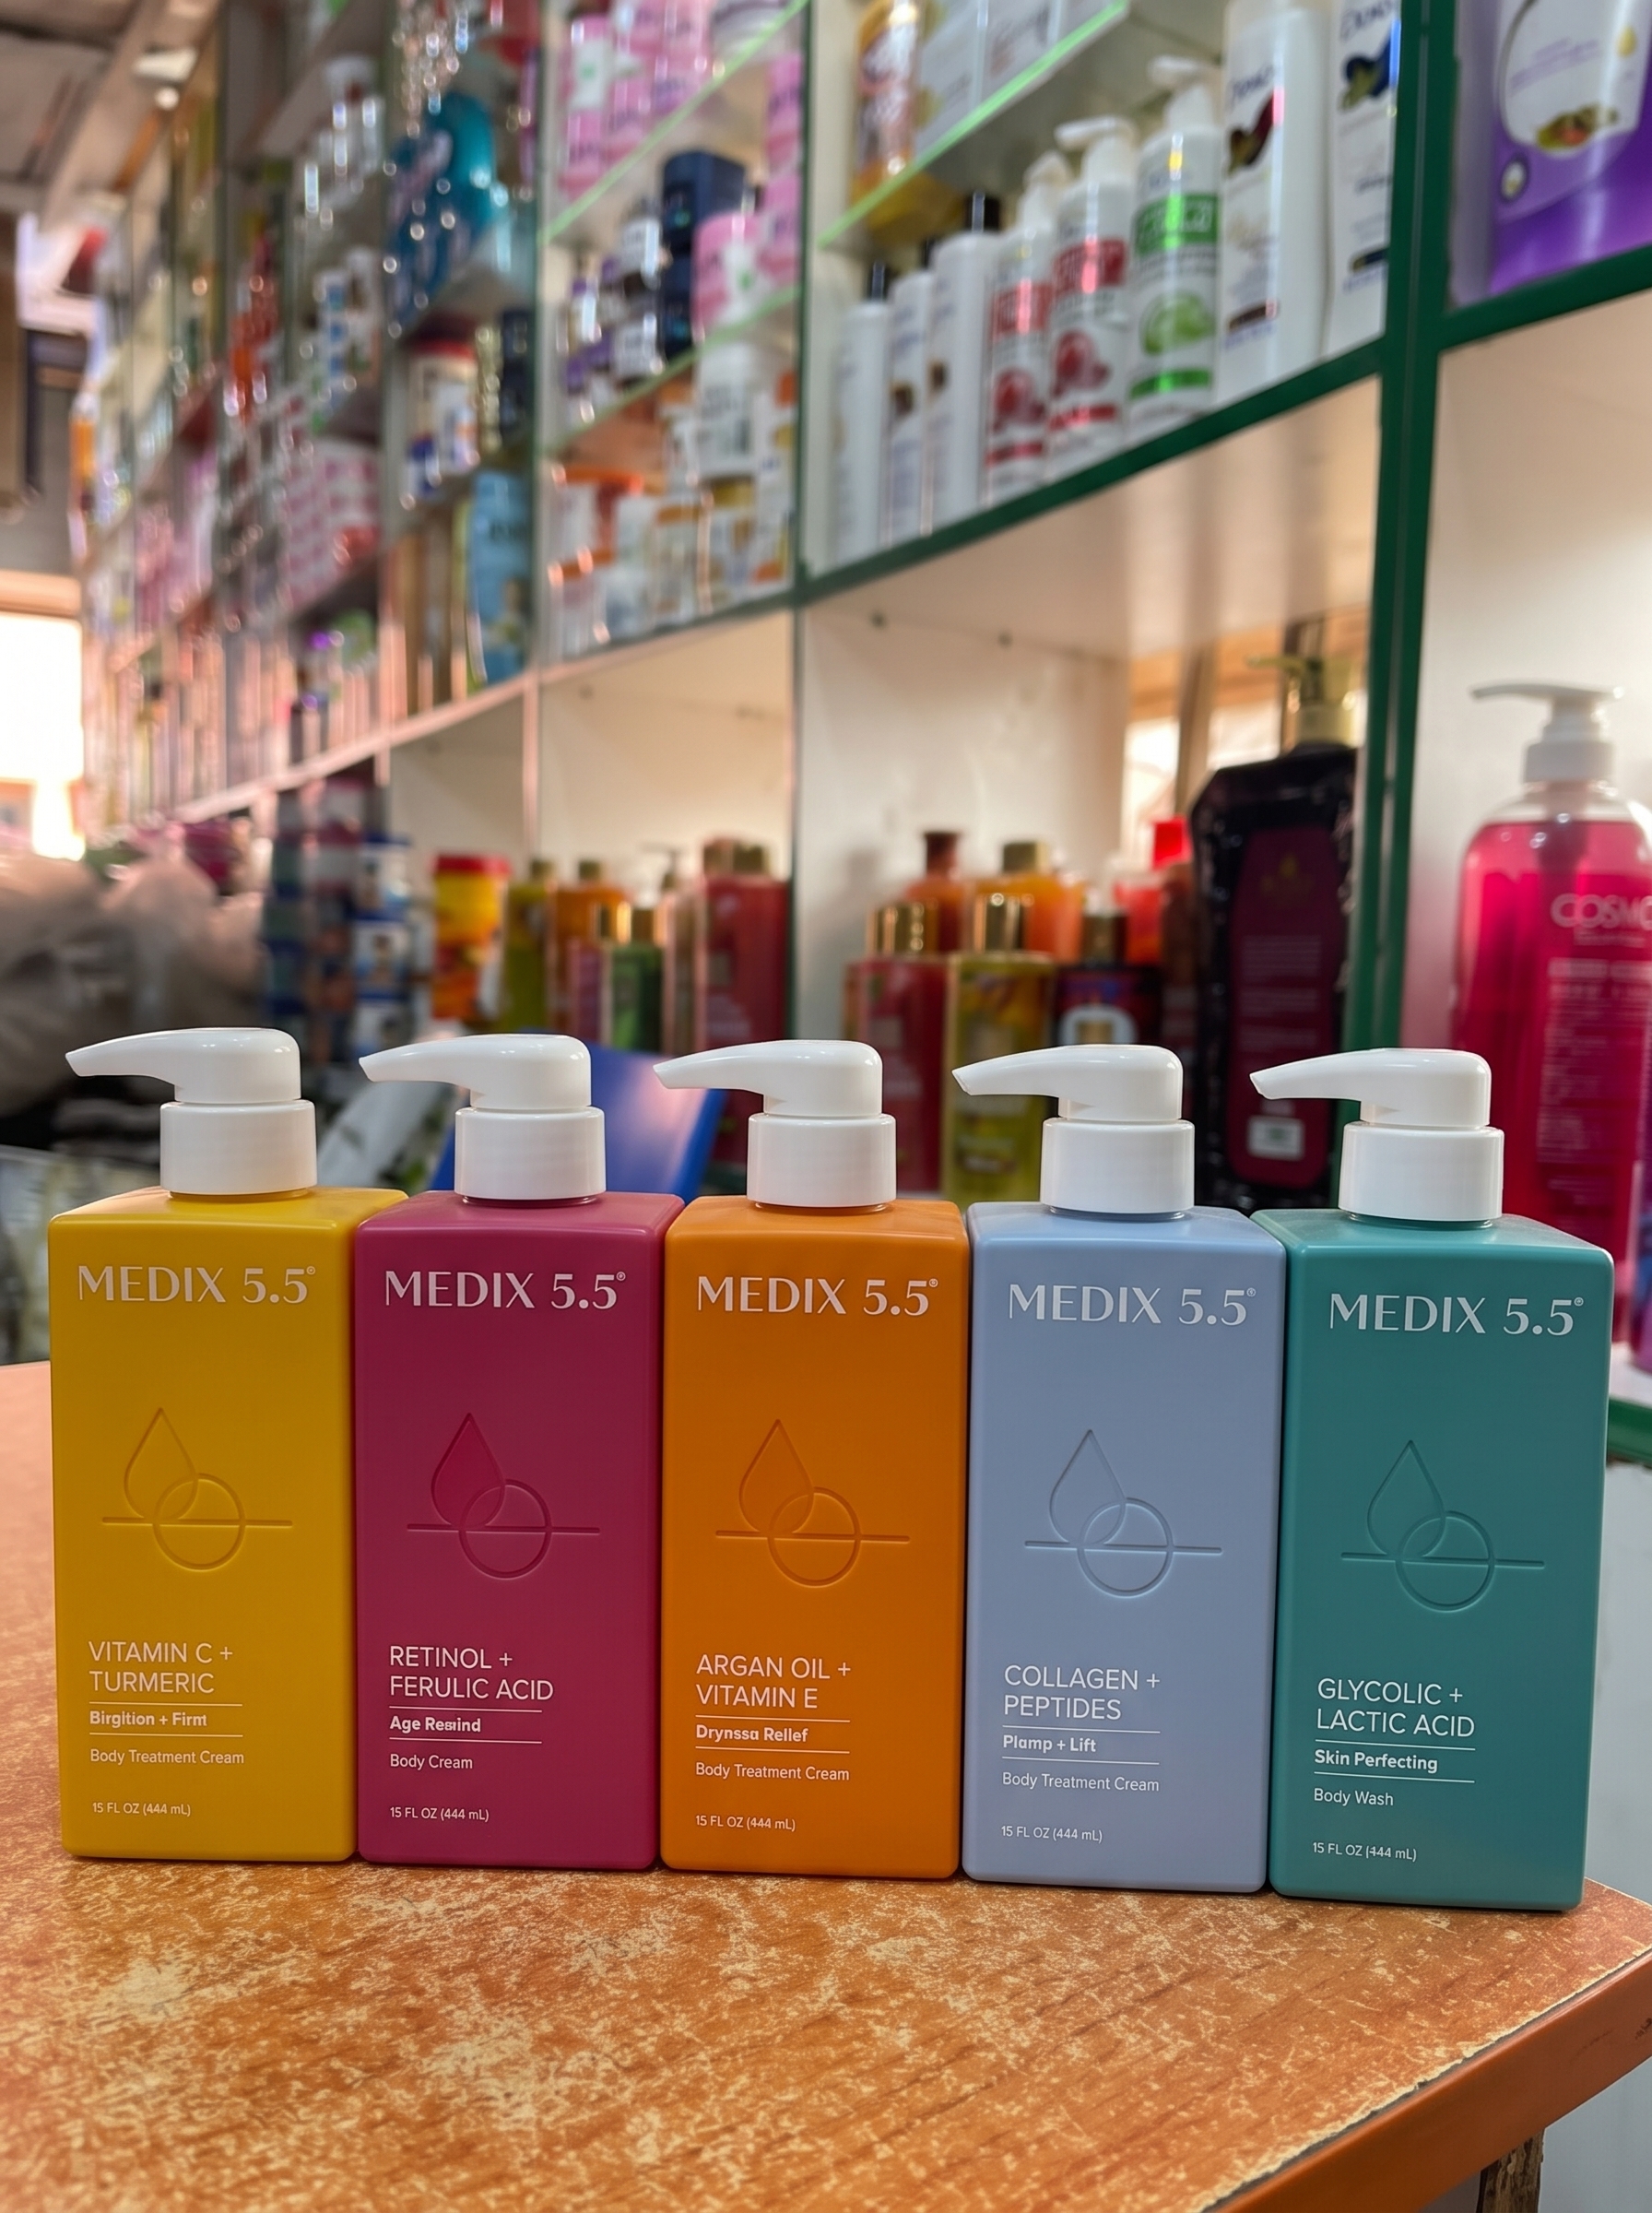 MEDIX 5.5®
VITAMIN C +
TURMERIC
Birgltion + Firm
Body Treatment Cream
15 FL OZ (444 mL)
MEDIX 5.5®
RETINOL +
FERULIC ACID
Age Resind
Body Cream
15 FL OZ (444 mL)
MEDIX 5.5®
ARGAN OIL +
VITAMIN E
Drynssa Rellef
Body Treatment Cream
15 FL OZ (444 mL)
MEDIX 5.5®
COLLAGEN +
PEPTIDES
Plamp + Lift
Body Treatment Cream
15 FL OZ (444 mL)
MEDIX 5.5®
GLYCOLIC +
LACTIC ACID
Skin Perfecting
Body Wash
15 FL OZ (444 mL)
COSMO